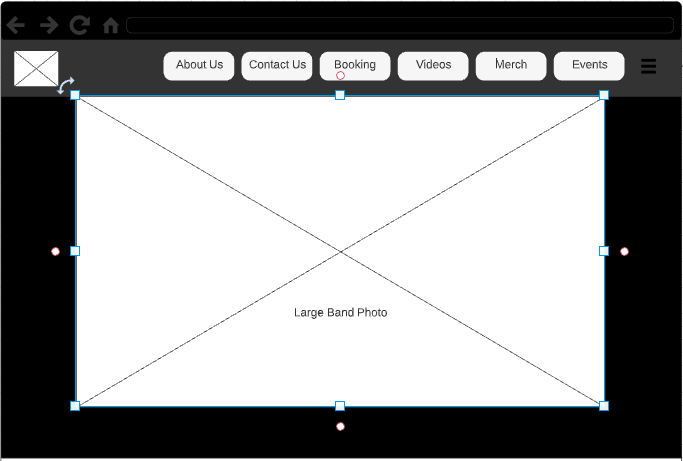 About Us
Contact Us
Booking
Videos
Merch
Events
Large Band Photo